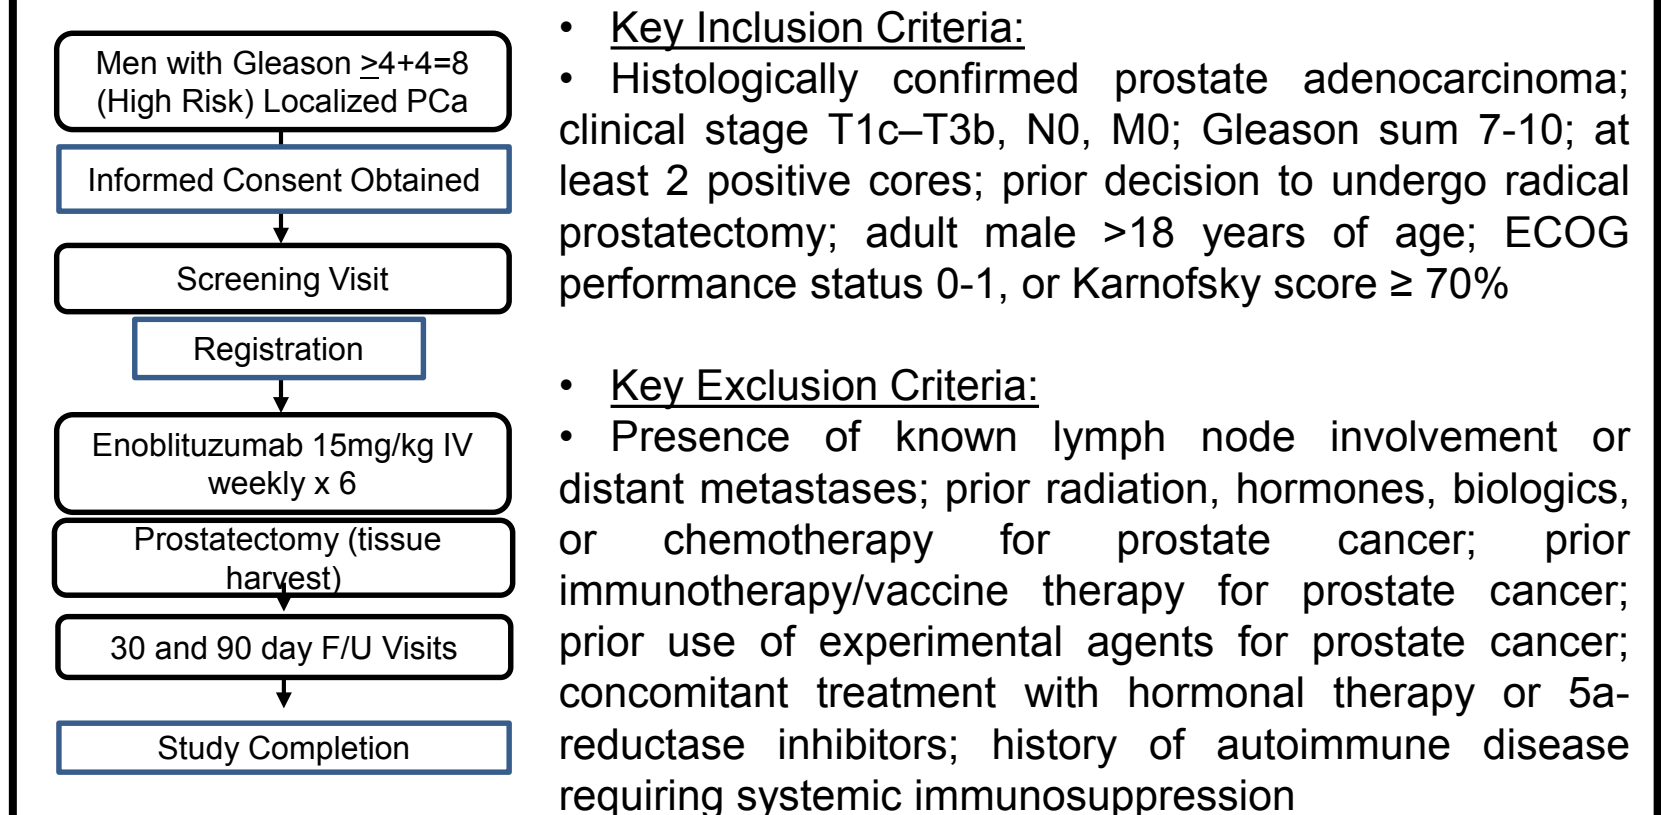 Men with Gleason >4+4=8
(High Risk) Localized PCa
Informed Consent Obtained
Screening Visit
Registration
Enoblituzumab 15mg/kg IV
weekly x 6
Prostatectomy (tissue
harvest)
30 and 90 day F/U Visits
Study Completion
• Key Inclusion Criteria:
• Histologically confirmed prostate adenocarcinoma;
clinical stage T1c–T3b, N0, M0; Gleason sum 7-10; at
least 2 positive cores; prior decision to undergo radical
prostatectomy; adult male >18 years of age; ECOG
performance status 0-1, or Karnofsky score ≥ 70%
• Key Exclusion Criteria:
• Presence of known lymph node involvement or
distant metastases; prior radiation, hormones, biologics,
or chemotherapy for prostate cancer; prior
immunotherapy/vaccine therapy for prostate cancer;
prior use of experimental agents for prostate cancer;
concomitant treatment with hormonal therapy or 5a-
reductase inhibitors; history of autoimmune disease
requiring systemic immunosuppression